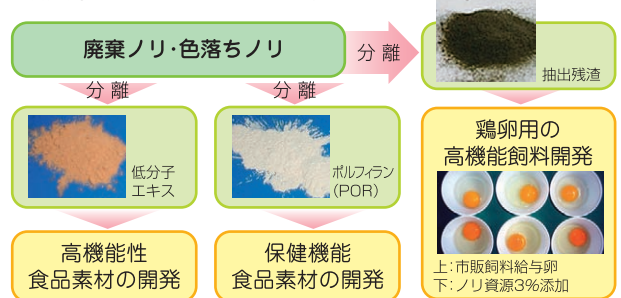 廃棄ノリ・色落ちノリ
分 離
抽出残渣
分 離
分 離
低分子
エキス
ポルフィラン
(POR)
鶏卵用の
高機能飼料開発
高機能性
食品素材の開発
保健機能
食品素材の開発
上：市販飼料給与卵
下：ノリ資源3%添加